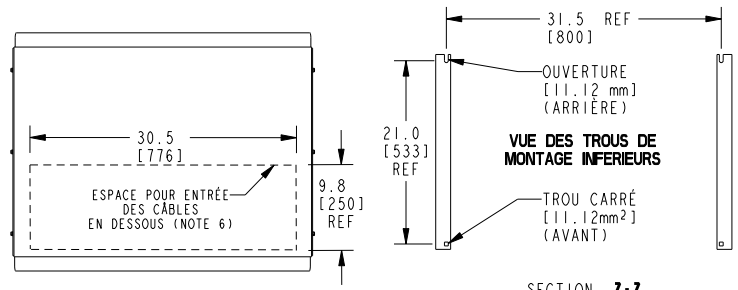 30.5
[776]
ESPACE POUR ENTRÉE
DES CÂBLES
EN DESSOUS (NOTE 6)
9.8
[250]
REF
31.5 REF
[800]
OUVERTURE
[11.12 mm]
(ARRIÈRE)
21.0
[533]
REF
VUE DES TROUS DE
MONTAGE INFERIEURS
TROU CARRÉ
[11.12mm²]
(AVANT)
SECTION